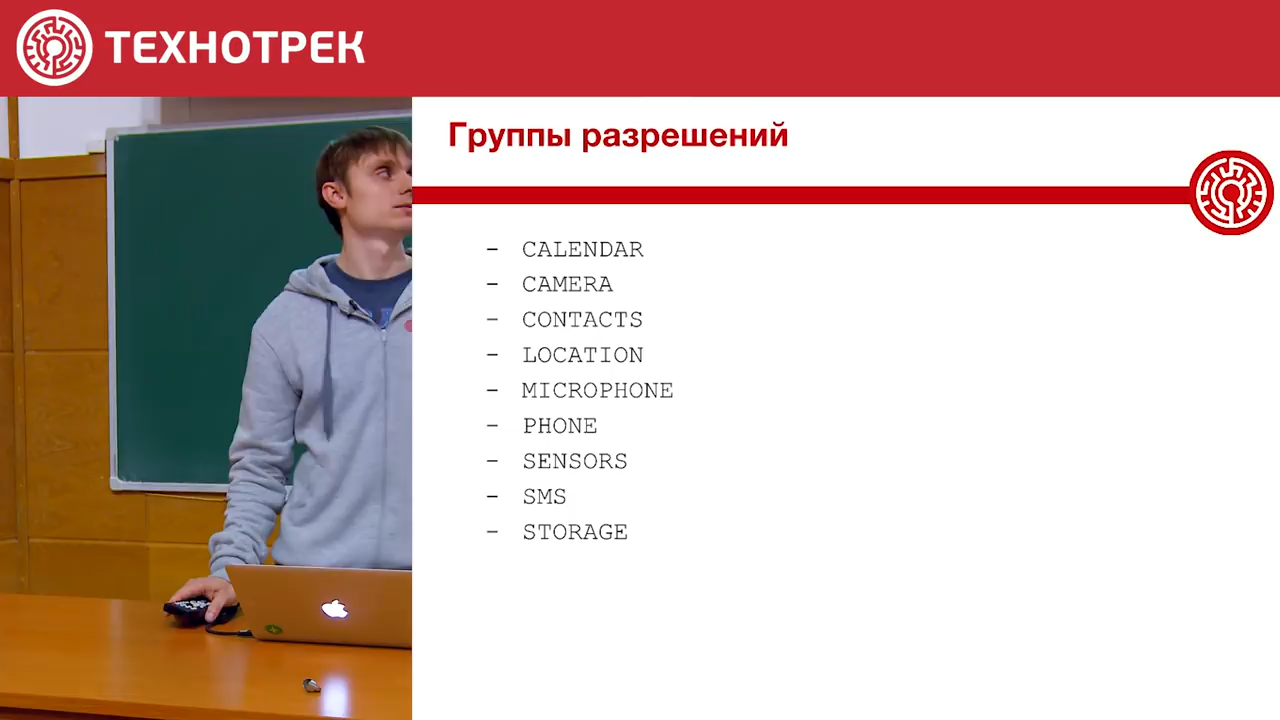 ТЕХНОТРЕК
Группы разрешений
- CALENDAR
- CAMERA
- CONTACTS
- LOCATION
- MICROPHONE
- PHONE
- SENSORS
- SMS
- STORAGE